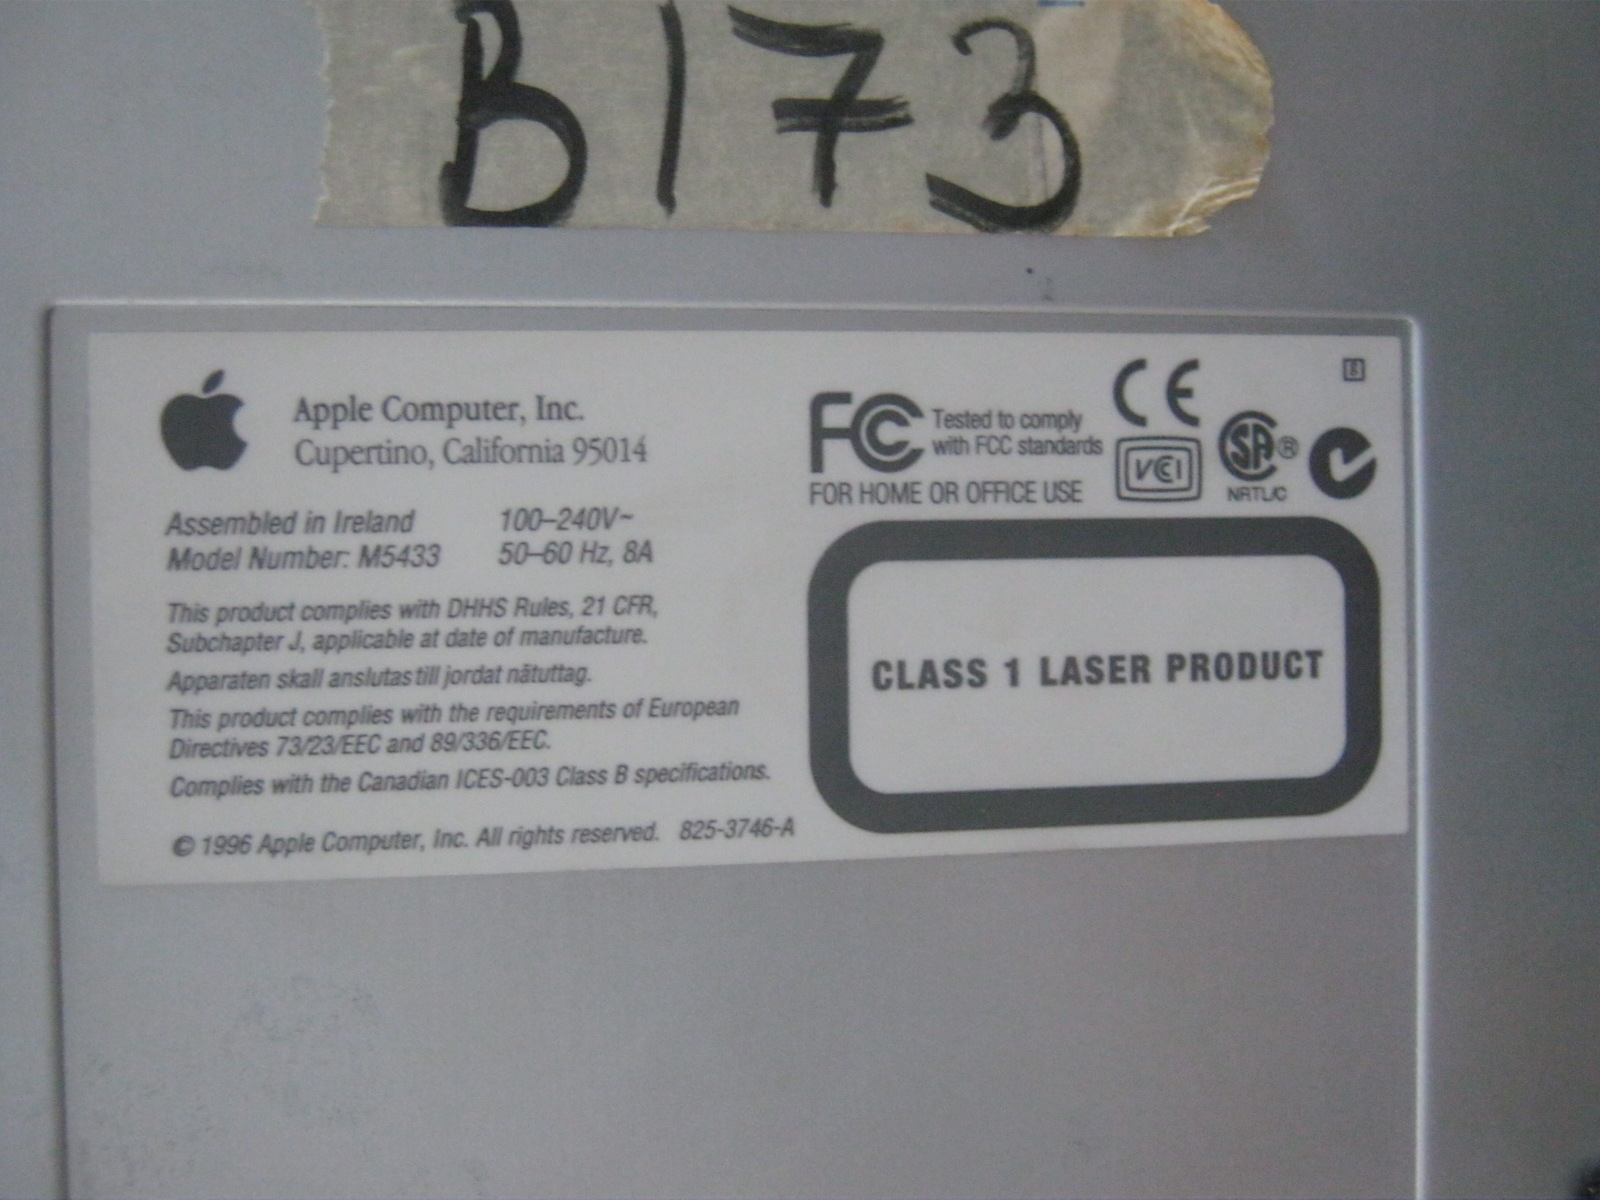 B173
Apple Computer, Inc.
Cupertino, California 95014
Assembled in Ireland
Model Number: M5433
100–240V~
50–60 Hz, 8A
This product complies with DHHS Rules, 21 CFR,
Subchapter J, applicable at date of manufacture.
Apparaten skall anslutas till jordat nätuttag.
This product complies with the requirements of European
Directives 73/23/EEC and 89/336/EEC.
Complies with the Canadian ICES-003 Class B specifications.
© 1996 Apple Computer, Inc. All rights reserved. 825-3746-A
FC Tested to comply
with FCC standards
FOR HOME OR OFFICE USE
CE
VCCI
SA®
NRTL/C
CLASS 1 LASER PRODUCT